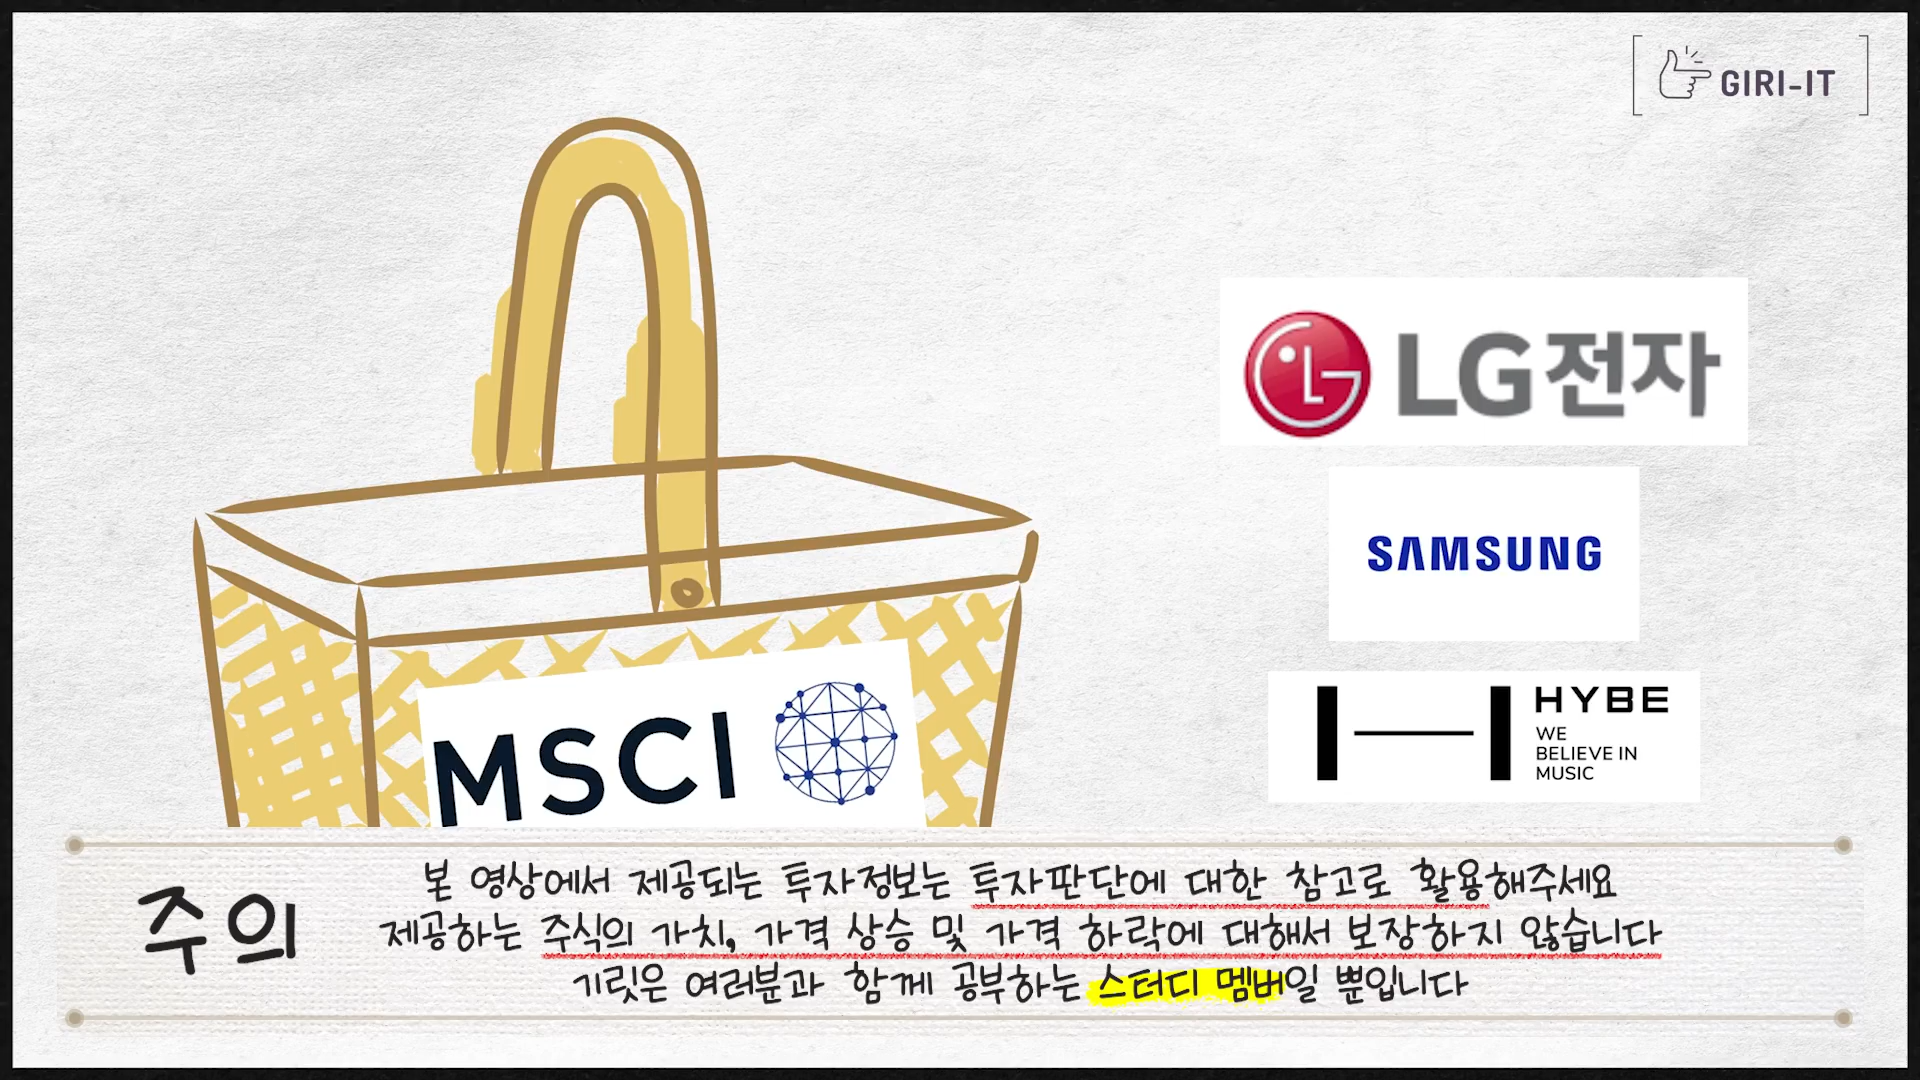 GIRI-IT
LG전자
SAMSUNG
HYBE
WE
BELIEVE IN
MUSIC
MSCI
주의
본 영상에서 제공되는 투자정보는 투자판단에 대한 참고로 활용해주세요
제공하는 주식의 가치, 가격 상승 및 가격 하락에 대해서 보장하지 않습니다
기릿은 여러분과 함께 공부하는 스터디 멤버일 뿐입니다